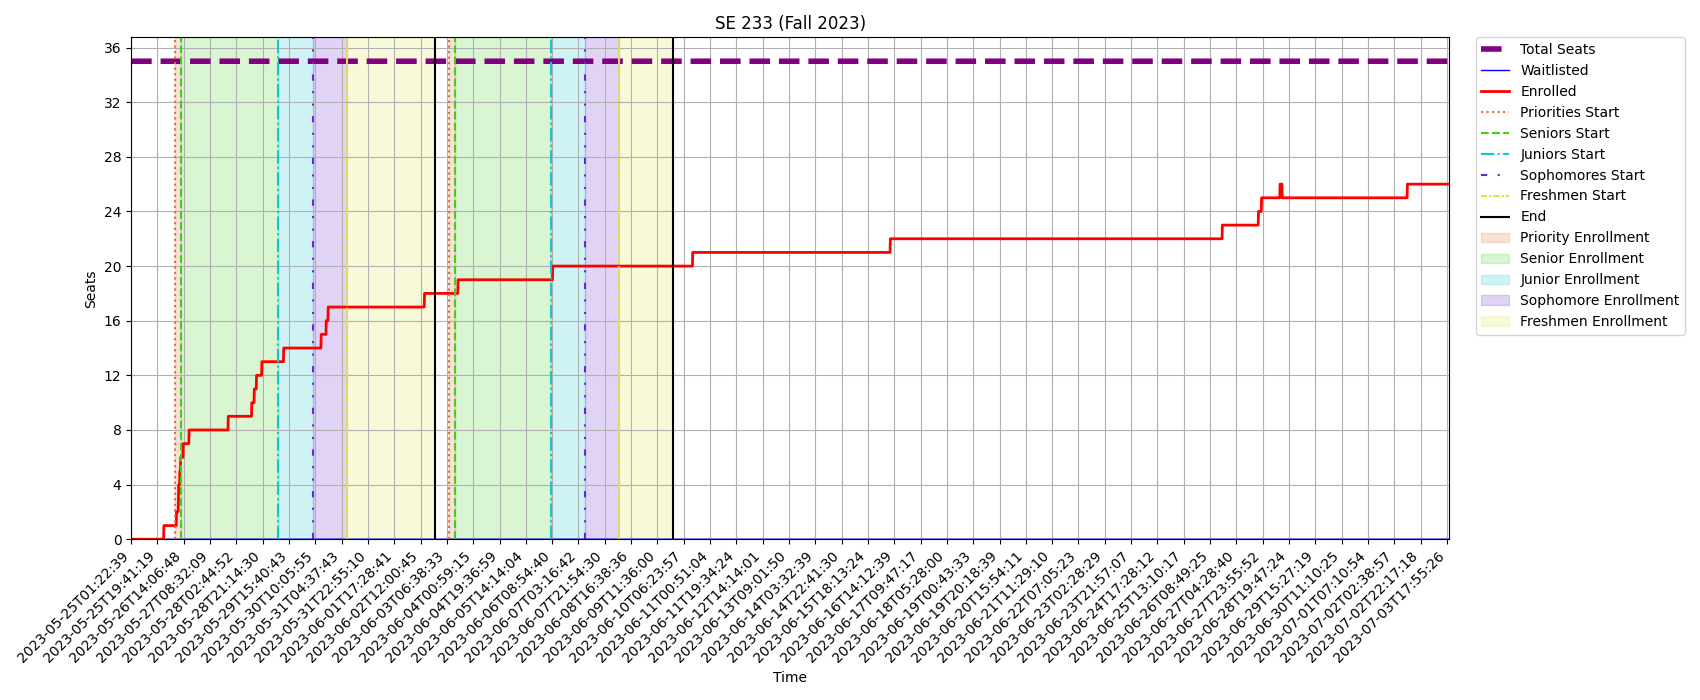 SE 233 (Fall 2023)
36
32
28
24
20
16
12
8
4
0
Seats
2023-05-25T01:22:39
2023-05-25T19:41:19
2023-05-26T14:06:48
2023-05-27T08:32:09
2023-05-28T02:44:52
2023-05-28T21:14:30
2023-05-29T15:40:43
2023-05-30T10:05:55
2023-05-31T04:37:43
2023-05-31T22:55:10
2023-06-01T17:28:41
2023-06-02T12:00:45
2023-06-03T06:38:33
2023-06-04T00:59:15
2023-06-04T19:36:59
2023-06-05T14:14:04
2023-06-06T08:54:40
2023-06-07T03:16:42
2023-06-07T21:54:30
2023-06-08T16:38:36
2023-06-09T11:36:00
2023-06-10T06:23:57
2023-06-11T00:51:04
2023-06-11T19:34:24
2023-06-12T14:14:01
2023-06-13T09:01:50
2023-06-14T03:32:39
2023-06-14T22:41:30
2023-06-15T18:13:24
2023-06-16T14:12:39
2023-06-17T09:47:17
2023-06-18T05:28:00
2023-06-19T00:43:33
2023-06-19T20:18:39
2023-06-20T15:54:11
2023-06-21T11:29:10
2023-06-22T07:05:23
2023-06-23T02:28:29
2023-06-23T21:57:07
2023-06-24T17:28:12
2023-06-25T13:10:17
2023-06-26T08:49:25
2023-06-27T04:28:40
2023-06-27T23:55:52
2023-06-28T19:47:24
2023-06-29T15:27:19
2023-06-30T11:10:25
2023-07-01T07:10:54
2023-07-02T02:38:57
2023-07-02T22:17:18
2023-07-03T17:55:26
Time
Total Seats
Waitlisted
Enrolled
Priorities Start
Seniors Start
Juniors Start
Sophomores Start
Freshmen Start
End
Priority Enrollment
Senior Enrollment
Junior Enrollment
Sophomore Enrollment
Freshmen Enrollment